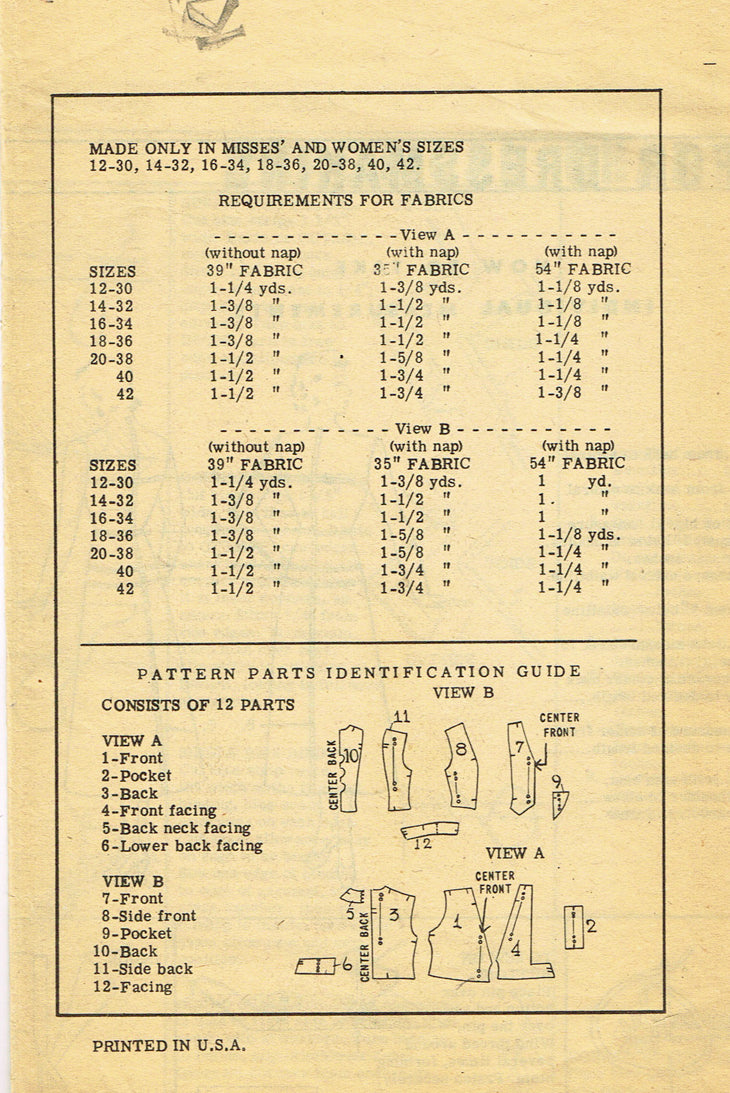 MADE ONLY IN MISSES' AND WOMEN'S SIZES
12-30, 14-32, 16-34, 18-36, 20-38, 40, 42.
REQUIREMENTS FOR FABRICS
- - - - - - - - - - - - - View A - - - - - - - - - - - -
(without nap) (with nap) (with nap)
SIZES 39" FABRIC 35" FABRIC 54" FABRIC
12-30 1-1/4 yds. 1-3/8 yds. 1-1/8 yds.
14-32 1-3/8 " 1-1/2 " 1-1/8 "
16-34 1-3/8 " 1-1/2 " 1-1/8 "
18-36 1-3/8 " 1-1/2 " 1-1/4 "
20-38 1-1/2 " 1-5/8 " 1-1/4 "
40 1-1/2 " 1-3/4 " 1-1/4 "
42 1-1/2 " 1-3/4 " 1-3/8 "
- - - - - - - - - - - - - View B - - - - - - - - - - - -
(without nap) (with nap) (with nap)
SIZES 39" FABRIC 35" FABRIC 54" FABRIC
12-30 1-1/4 yds. 1-3/8 yds. 1 yd.
14-32 1-3/8 " 1-1/2 " 1. "
16-34 1-3/8 " 1-1/2 " 1 "
18-36 1-3/8 " 1-5/8 " 1-1/8 yds.
20-38 1-1/2 " 1-5/8 " 1-1/4 "
40 1-1/2 " 1-3/4 " 1-1/4 "
42 1-1/2 " 1-3/4 " 1-1/4 "
PATTERN PARTS IDENTIFICATION GUIDE
VIEW B
CONSISTS OF 12 PARTS
VIEW A
1-Front
2-Pocket
3-Back
4-Front facing
5-Back neck facing
6-Lower back facing
VIEW B
7-Front
8-Side front
9-Pocket
10-Back
11-Side back
12-Facing
CENTER BACK
10
11
8
7
CENTER
FRONT
9
12
VIEW A
5
CENTER BACK
3
1
CENTER
FRONT
4
2
6
PRINTED IN U.S.A.